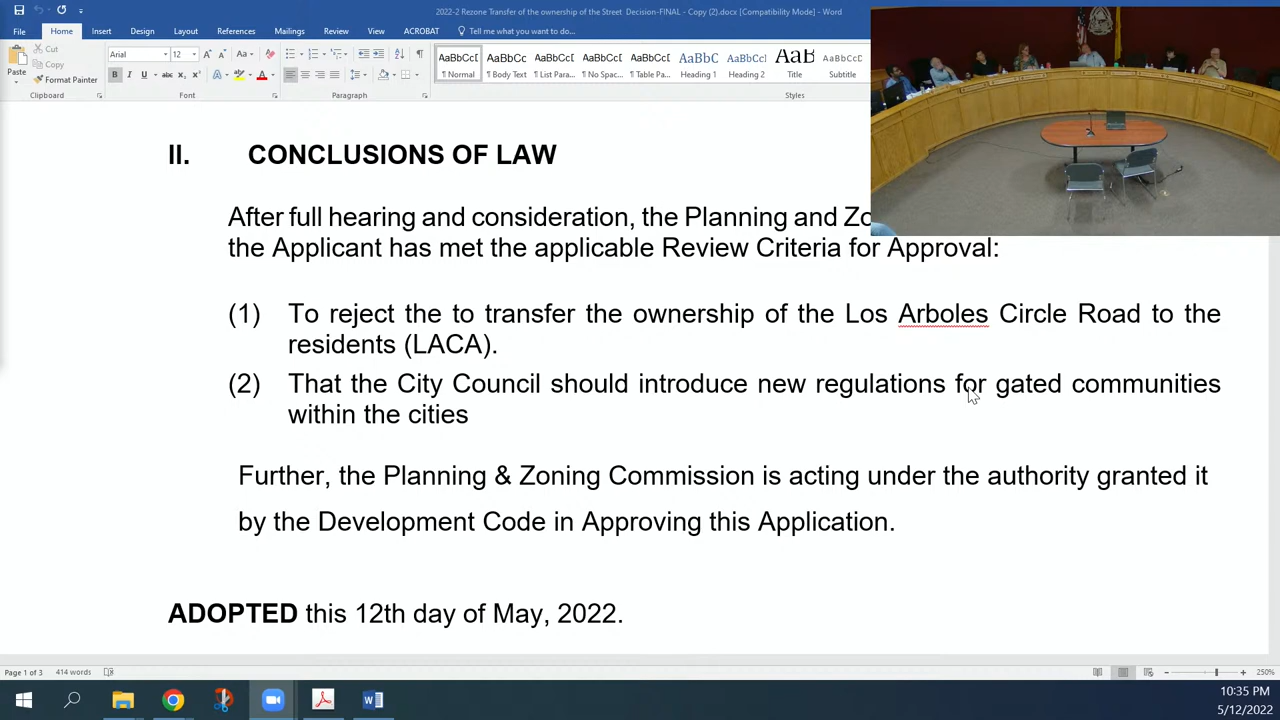 2022-2 Rezone Transfer of the ownership of the Street Decision-FINAL - Copy (2).docx [Compatibility Mode] - Word
File Home Insert Design Layout References Mailings Review View ACROBAT Tell me what you want to do...
Cut
Copy
Paste Format Painter
Arial 12
AaBbCcI AaBbCc AaBbCcI AaBbCcI AaBbCcI AaBbC AaBbCcI AaB AaBbCcC
¶ Normal ¶ Body Text ¶ List Para... ¶ No Spac... ¶ Table Pa... Heading 1 Heading 2 Title Subtitle
Clipboard Font Paragraph Styles
II. CONCLUSIONS OF LAW
After full hearing and consideration, the Planning and Zo
the Applicant has met the applicable Review Criteria for Approval:
(1) To reject the to transfer the ownership of the Los Arboles Circle Road to the
residents (LACA).
(2) That the City Council should introduce new regulations for gated communities
within the cities
Further, the Planning & Zoning Commission is acting under the authority granted it
by the Development Code in Approving this Application.
ADOPTED this 12th day of May, 2022.
Page 1 of 3 414 words 250%
10:35 PM
5/12/2022